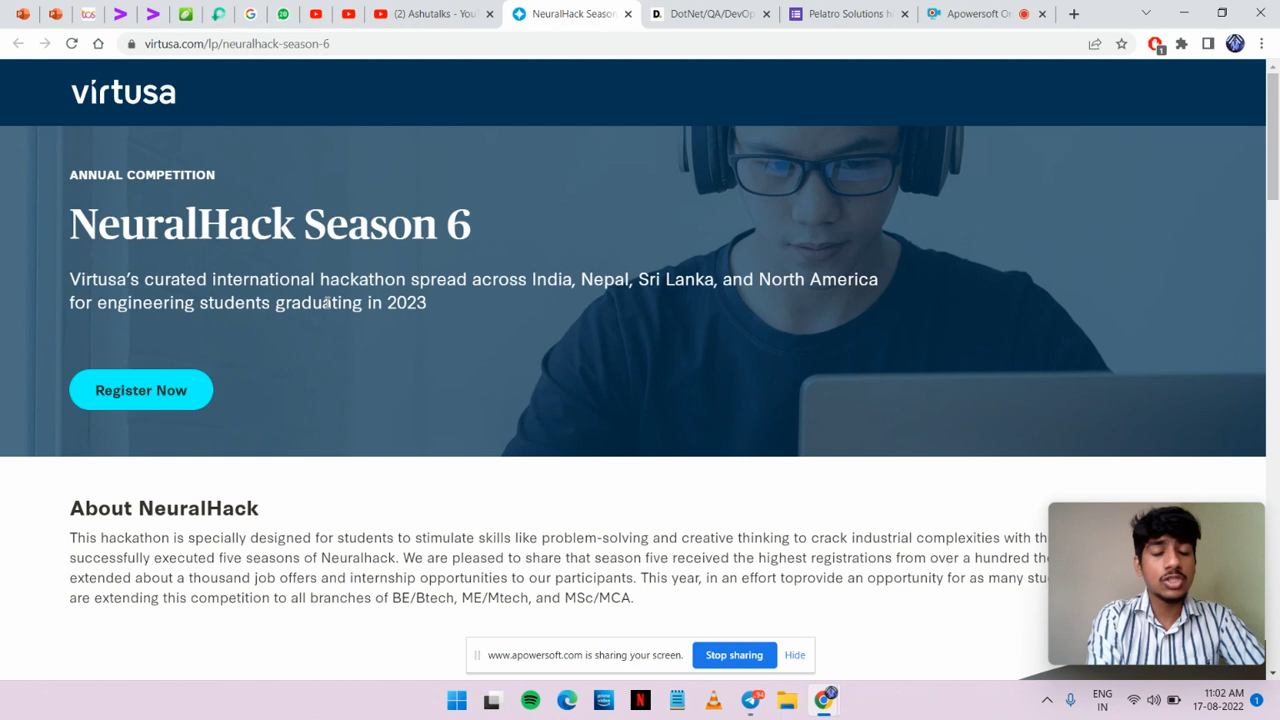 (2) Ashutalks - You
NeuralHack Season
DotNet/QA/DevOp
Pelatro Solutions h
Apowersoft On
virtusa.com/lp/neuralhack-season-6
1
virtusa
ANNUAL COMPETITION
NeuralHack Season 6
Virtusa's curated international hackathon spread across India, Nepal, Sri Lanka, and North America
for engineering students graduating in 2023
Register Now
About NeuralHack
This hackathon is specially designed for students to stimulate skills like problem-solving and creative thinking to crack industrial complexities with th
successfully executed five seasons of Neuralhack. We are pleased to share that season five received the highest registrations from over a hundred the
extended about a thousand job offers and internship opportunities to our participants. This year, in an effort toprovide an opportunity for as many stu
are extending this competition to all branches of BE/Btech, ME/Mtech, and MSc/MCA.
www.apowersoft.com is sharing your screen.
Stop sharing
Hide
ENG
IN
11:02 AM
17-08-2022
1